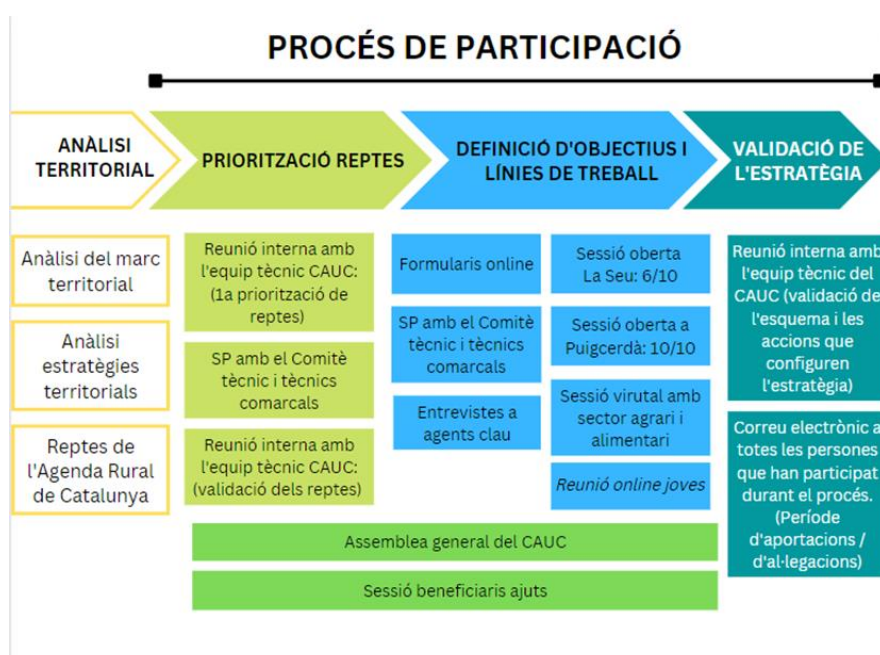 PROCÉS DE PARTICIPACIÓ
ANÀLISI
TERRITORIAL
PRIORITZACIÓ REPTES
DEFINICIÓ D'OBJECTIUS I
LÍNIES DE TREBALL
VALIDACIÓ DE
L'ESTRATÈGIA
Anàlisi del marc
territorial
Anàlisi
estratègies
territorials
Reptes de
l'Agenda Rural
de Catalunya
Reunió interna amb
l'equip tècnic CAUC:
(1a priorització de
reptes)
SP amb el Comitè
tècnic i tècnics
comarcals
Reunió interna amb
l'equip tècnic CAUC:
(validació dels reptes)
Formularis online
SP amb el Comitè
tècnic i tècnics
comarcals
Entrevistes a
agents clau
Sessió oberta
La Seu: 6/10
Sessió oberta a
Puigcerdà: 10/10
Sessió virutal amb
sector agrari i
alimentari
Reunió online joves
Reunió interna amb
l'equip tècnic del
CAUC (validació de
l'esquema i les
accions que
configuren
l'estratègia)
Correu electrònic a
totes les persones
que han participat
durant el procés.
(Període
d'aportacions /
d'al·legacions)
Assemblea general del CAUC
Sessió beneficiaris ajuts